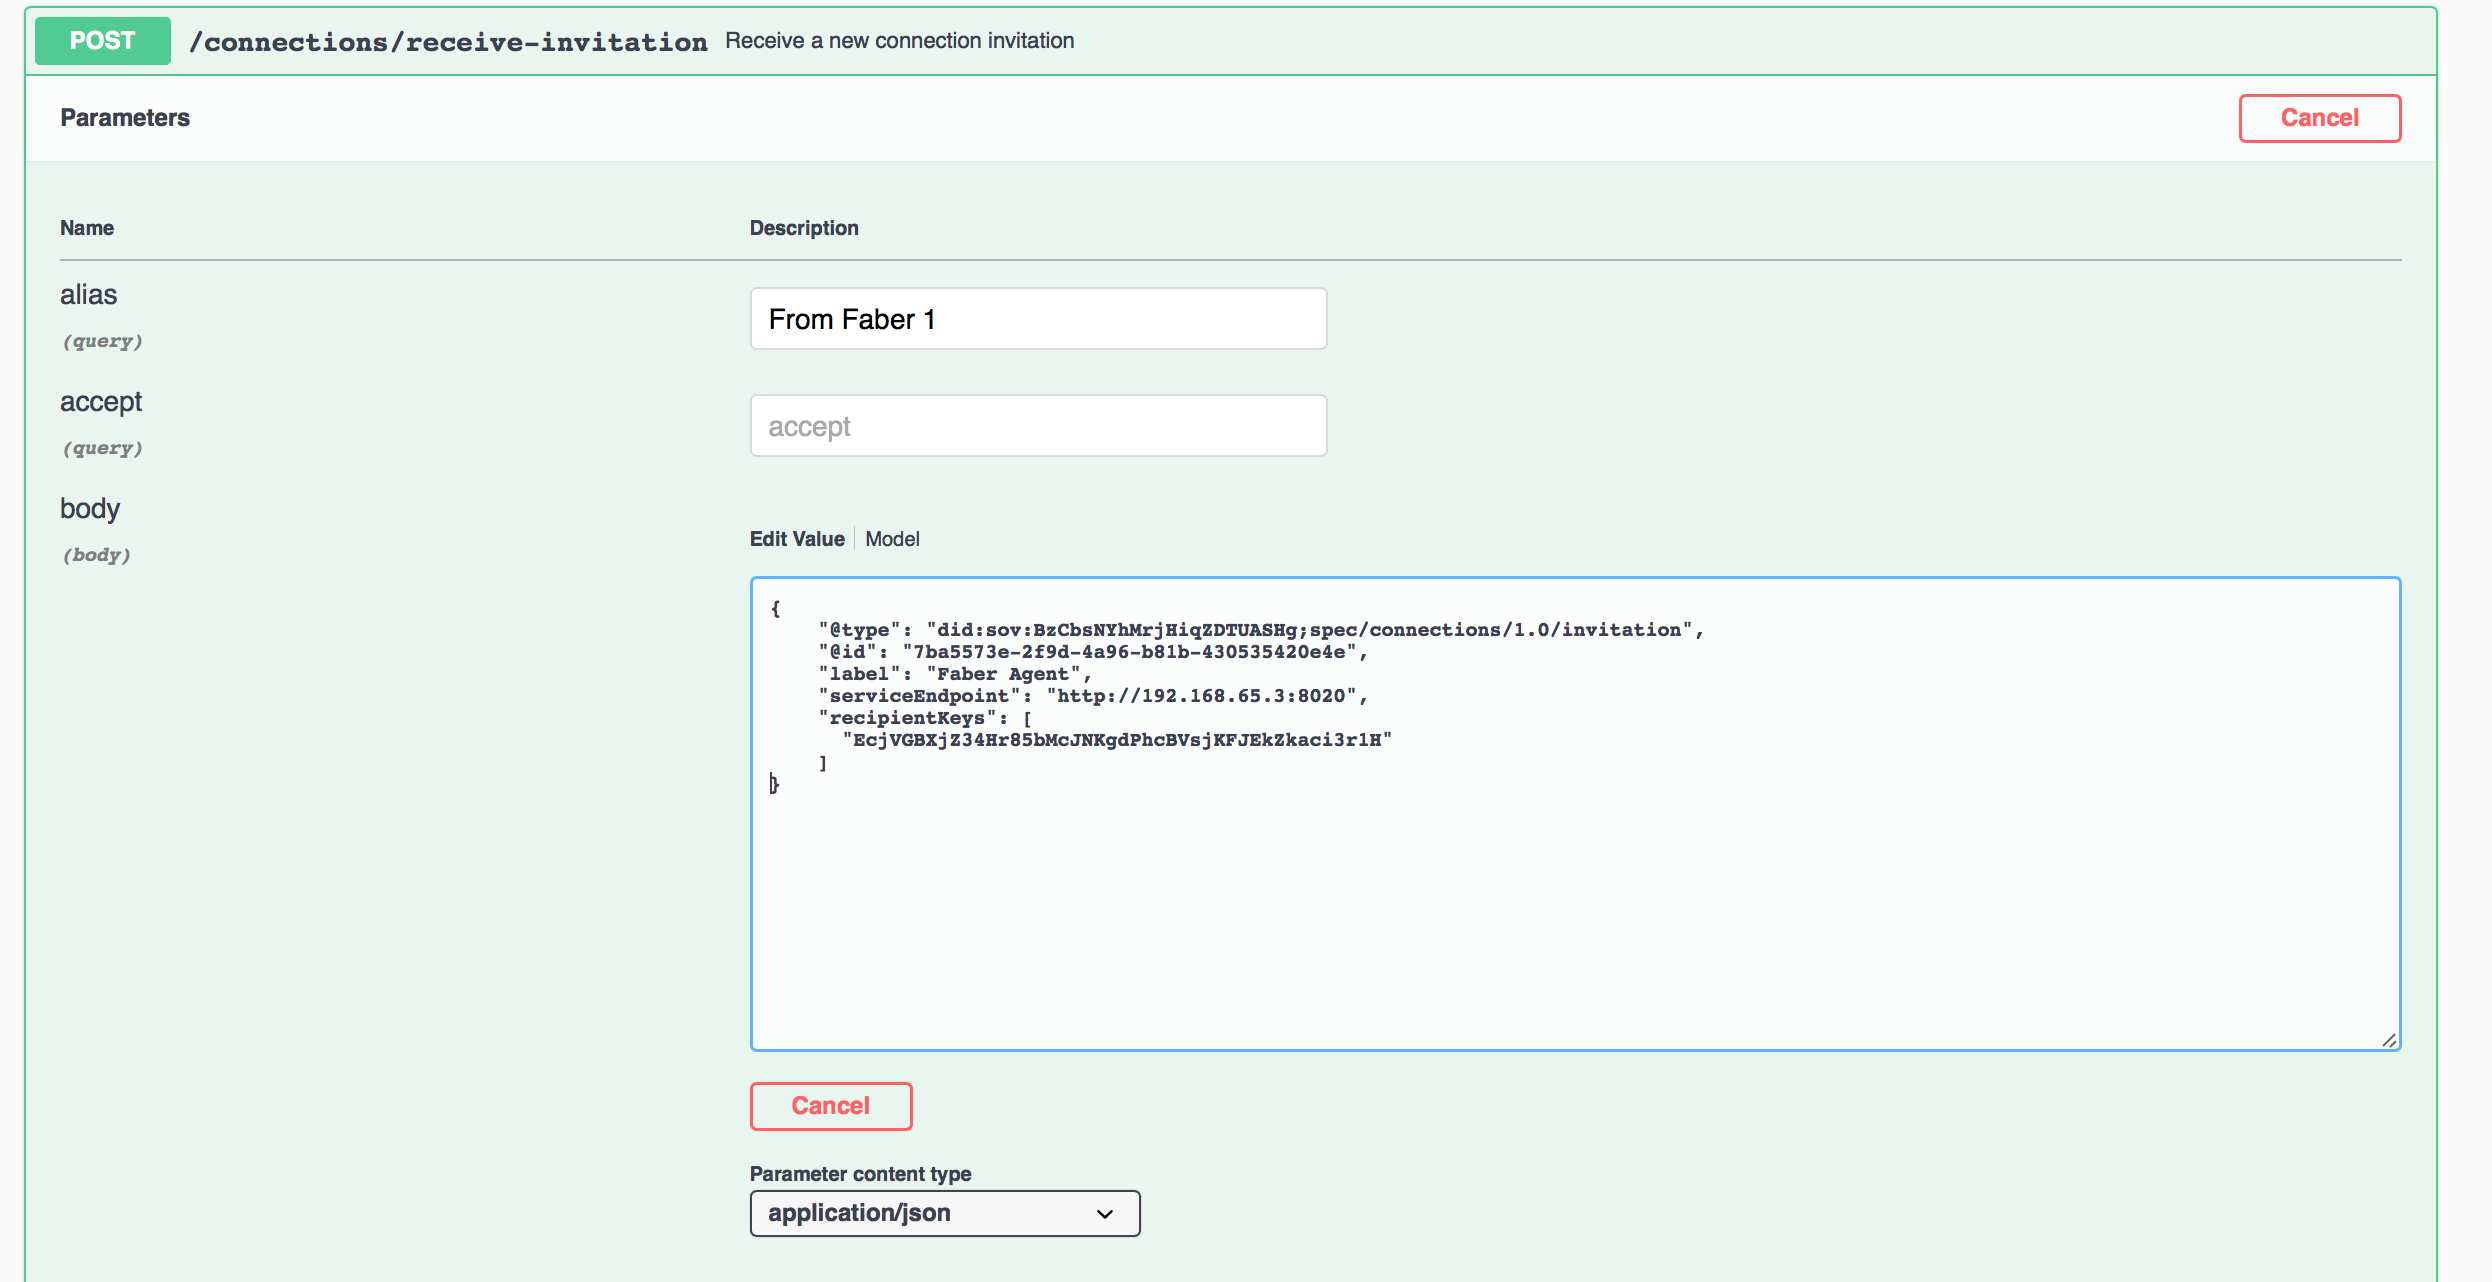 POST /connections/receive-invitation Receive a new connection invitation
Parameters
Cancel
Name Description
alias
(query)
From Faber 1
accept
(query)
accept
body
(body)
Edit Value Model
{
"@type": "did:sov:BzCbsNYhMrjHiqZDTUASHg;spec/connections/1.0/invitation",
"@id": "7ba5573e-2f9d-4a96-b81b-430535420e4e",
"label": "Faber Agent",
"serviceEndpoint": "http://192.168.65.3:8020",
"recipientKeys": [
"EcjVGBXjZ34Hr85bMcJNKgdPhcBVsjKFJEkZkaci3r1H"
]
}
Cancel
Parameter content type
application/json